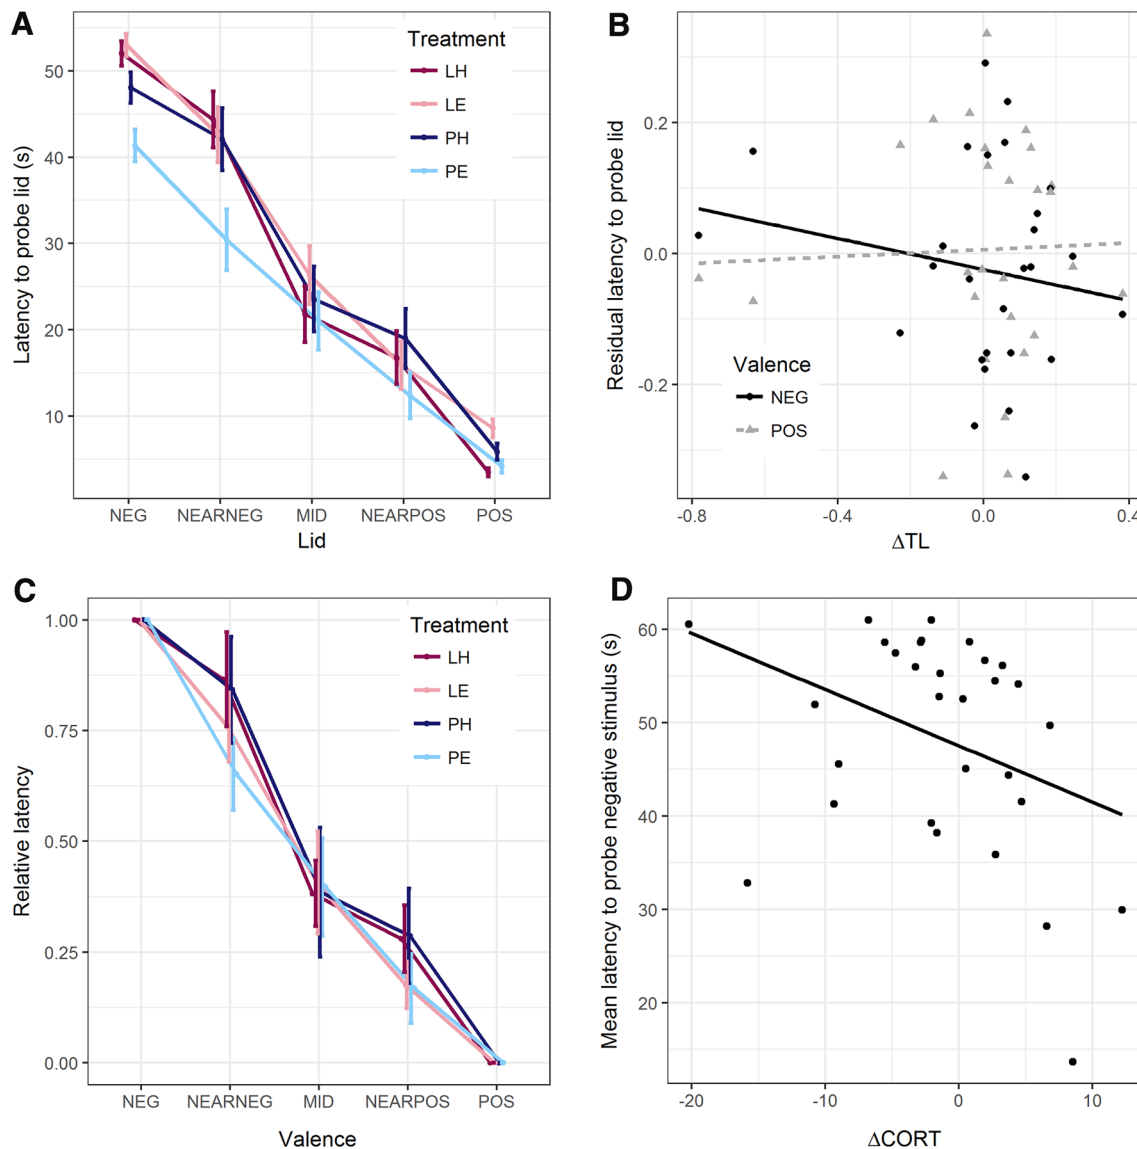 A
Treatment
LH
LE
PH
PE
50
40
30
20
10
Latency to probe lid (s)
NEG NEARNEG MID NEARPOS POS
Lid
B
0.2
0.0
-0.2
Residual latency to probe lid
Valence
NEG
POS
-0.8 -0.4 0.0 0.4
ΔTL
C
Treatment
LH
LE
PH
PE
1.00
0.75
0.50
0.25
0.00
Relative latency
NEG NEARNEG MID NEARPOS POS
Valence
D
60
50
40
30
20
Mean latency to probe negative stimulus (s)
-20 -10 0 10
ΔCORT